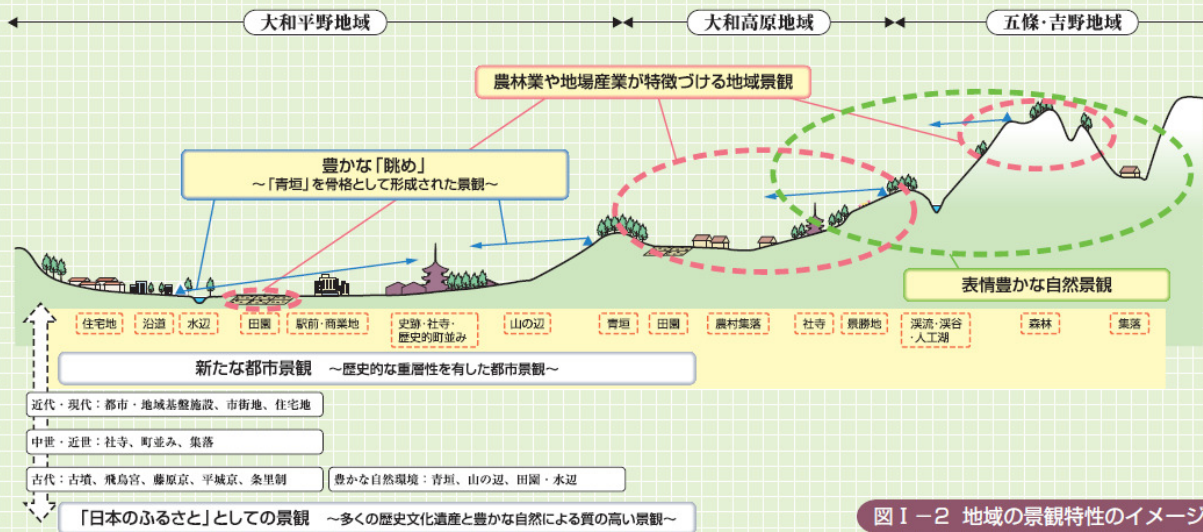 大和平野地域
大和高原地域
五條・吉野地域
農林業や地場産業が特徴づける地域景観
豊かな「眺め」
～「青垣」を骨格として形成された景観～
表情豊かな自然景観
住宅地
沿道
水辺
田園
駅前・商業地
史跡・社寺・
歴史的町並み
山の辺
青垣
田園
農村集落
社寺
景勝地
渓流・渓谷
・人工湖
森林
集落
新たな都市景観 ～歴史的な重層性を有した都市景観～
近代・現代：都市・地域基盤施設、市街地、住宅地
中世・近世：社寺、町並み、集落
古代：古墳、飛鳥宮、藤原京、平城京、条里制
豊かな自然環境：青垣、山の辺、田園・水辺
「日本のふるさと」としての景観 ～多くの歴史文化遺産と豊かな自然による質の高い景観～
図Ⅰ－2 地域の景観特性のイメージ